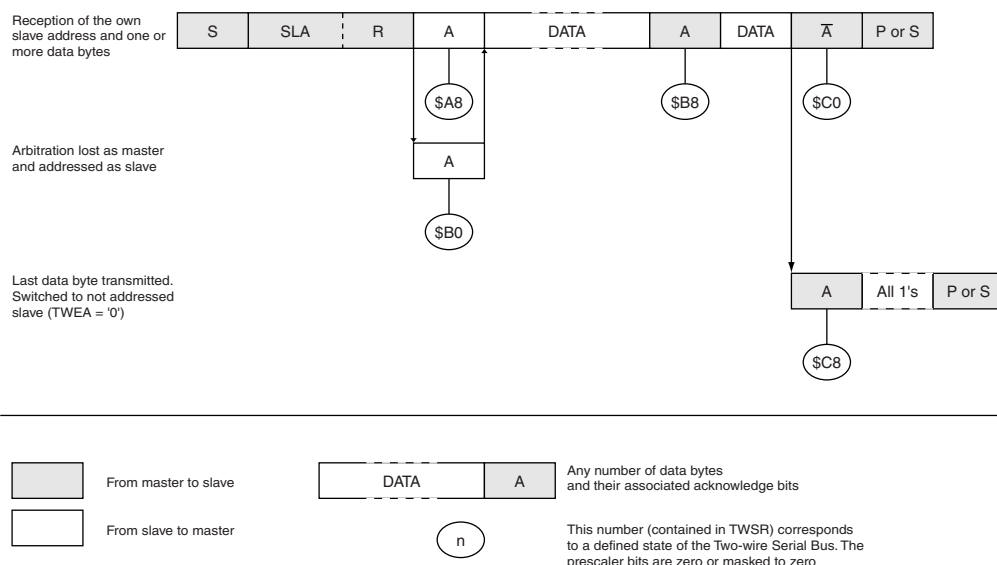 Reception of the own
slave address and one or
more data bytes
S SLA R A DATA A DATA A P or S
$A8 $B8 $C0
Arbitration lost as master
and addressed as slave
A
$B0
Last data byte transmitted.
Switched to not addressed
slave (TWEA = '0')
A All 1's P or S
$C8
From master to slave
DATA A
Any number of data bytes
and their associated acknowledge bits
From slave to master
n
This number (contained in TWSR) corresponds
to a defined state of the Two-wire Serial Bus. The
prescaler bits are zero or masked to zero